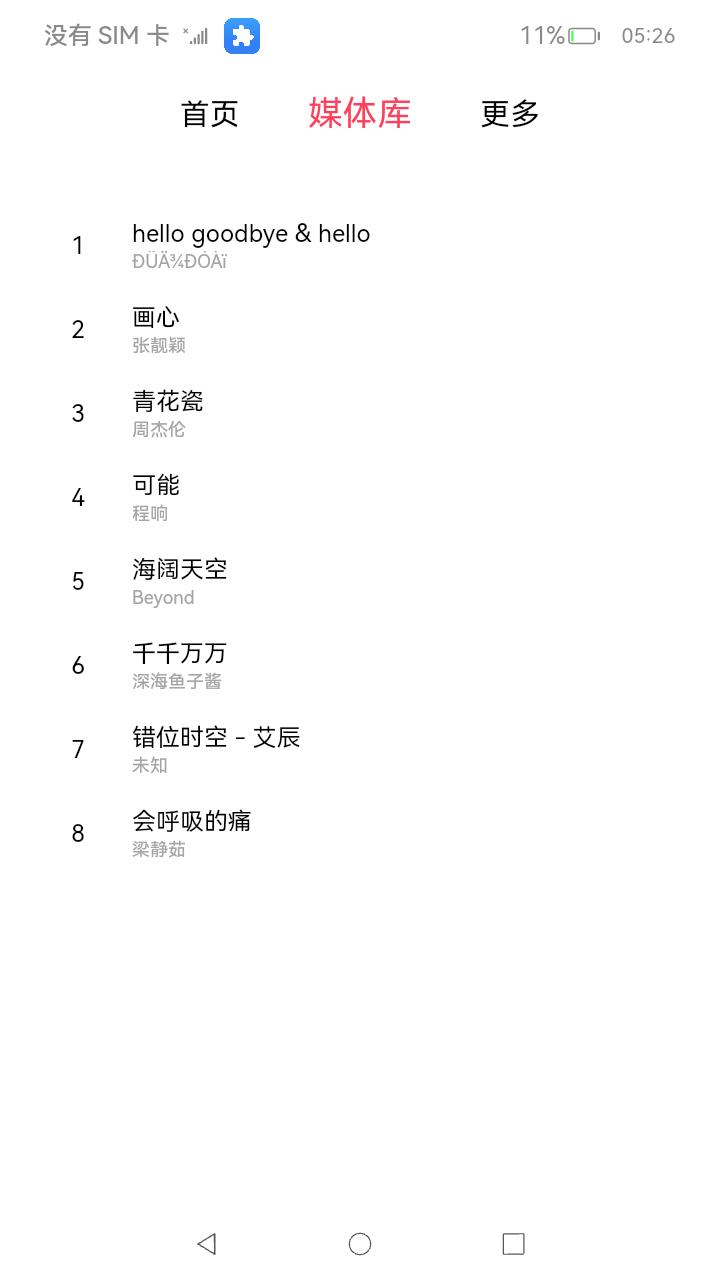 没有 SIM 卡
11%
05:26
首页 媒体库 更多
1
hello goodbye & hello
ÐÜÄ¾ÐÓÀï
2
画心
张靓颖
3
青花瓷
周杰伦
4
可能
程响
5
海阔天空
Beyond
6
千千万万
深海鱼子酱
7
错位时空 - 艾辰
未知
8
会呼吸的痛
梁静茹